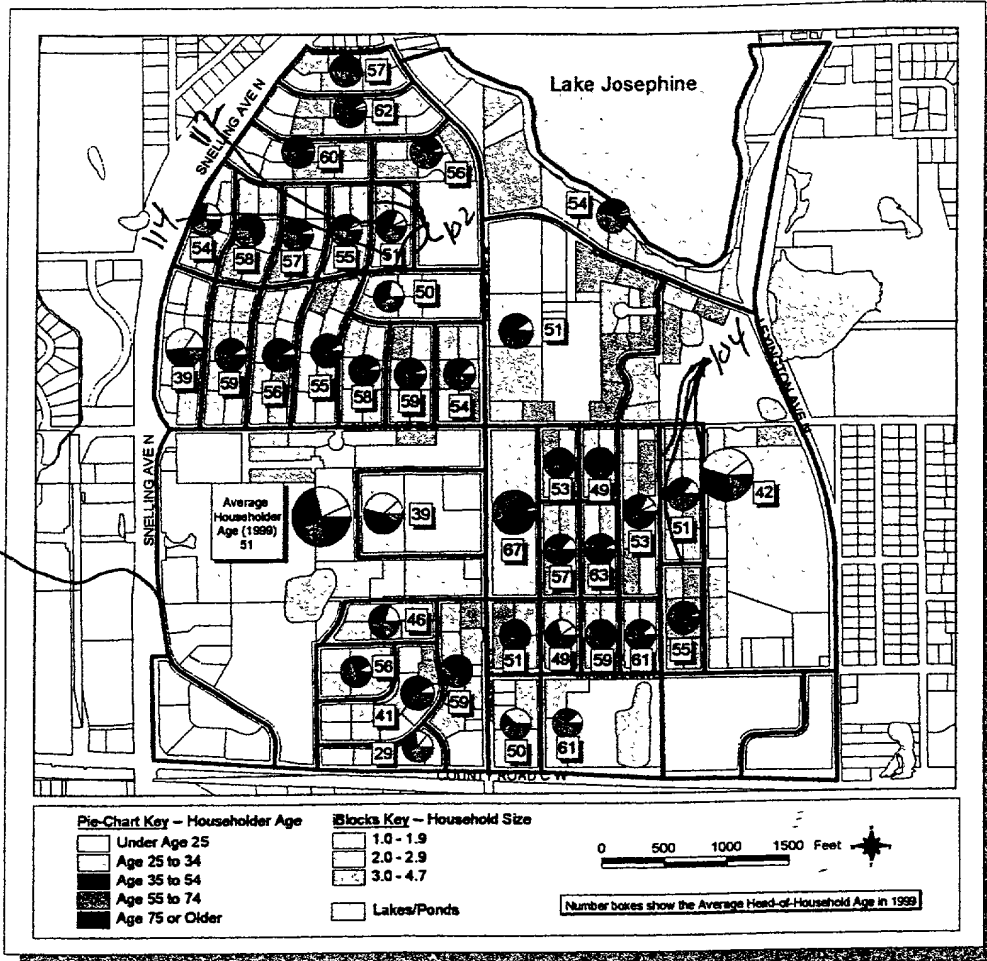 57
Lake Josephine
SNELLING AVE N
62
112
60
56
54
114
102
54
58
57
55
51
50
51
104
LEXINGTON AVE N
39
59
56
55
58
59
54
SNELLING AVE N
Average
Householder
Age (1999)
51
39
67
53
49
53
51
42
57
63
46
51
49
59
61
55
56
59
41
29
50
61
COUNTY ROAD C W
Pie-Chart Key – Householder Age
Under Age 25
Age 25 to 34
Age 35 to 54
Age 55 to 74
Age 75 or Older
Blocks Key – Household Size
1.0 - 1.9
2.0 - 2.9
3.0 - 4.7
Lakes/Ponds
0 500 1000 1500 Feet
Number boxes show the Average Head-of-Household Age in 1999